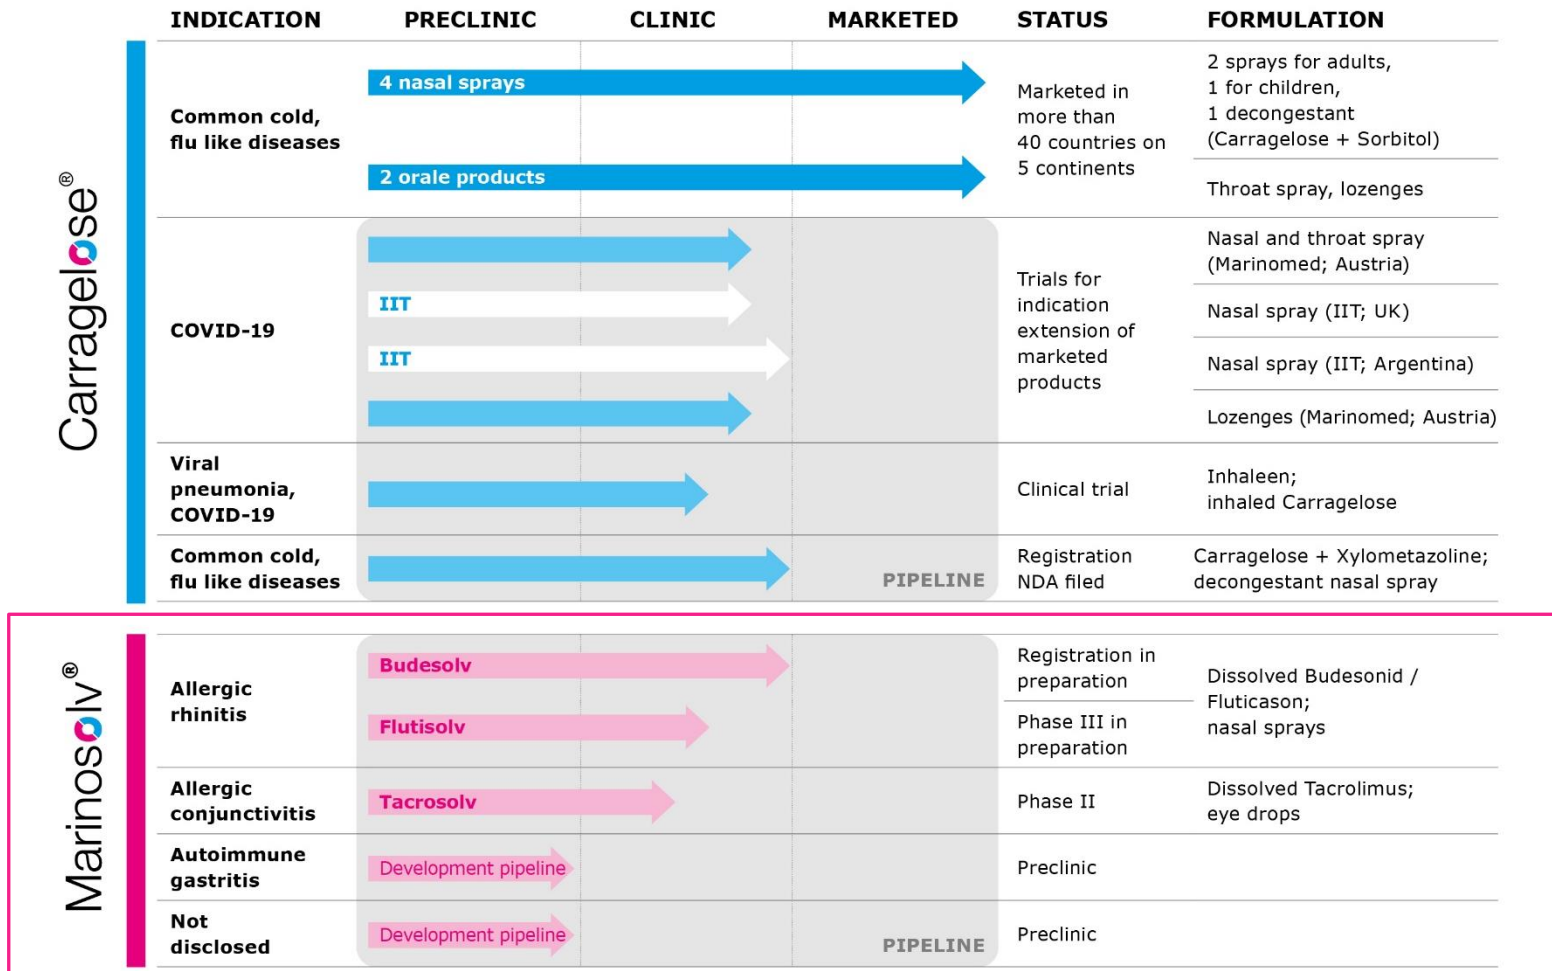 INDICATION PRECLINIC CLINIC MARKETED STATUS FORMULATION
Carragelose®
Common cold,
flu like diseases
4 nasal sprays
2 orale products
Marketed in
more than
40 countries on
5 continents
2 sprays for adults,
1 for children,
1 decongestant
(Carragelose + Sorbitol)
Throat spray, lozenges
COVID-19
IIT
IIT
Trials for
indication
extension of
marketed
products
Nasal and throat spray
(Marinomed; Austria)
Nasal spray (IIT; UK)
Nasal spray (IIT; Argentina)
Lozenges (Marinomed; Austria)
Viral
pneumonia,
COVID-19
Clinical trial
Inhaleen;
inhaled Carragelose
Common cold,
flu like diseases
PIPELINE
Registration
NDA filed
Carragelose + Xylometazoline;
decongestant nasal spray
Marinosolv®
Allergic
rhinitis
Budesolv
Flutisolv
Registration in
preparation
Phase III in
preparation
Dissolved Budesonid /
Fluticason;
nasal sprays
Allergic
conjunctivitis
Tacrosolv
Phase II
Dissolved Tacrolimus;
eye drops
Autoimmune
gastritis
Development pipeline
Preclinic
Not
disclosed
Development pipeline
PIPELINE
Preclinic